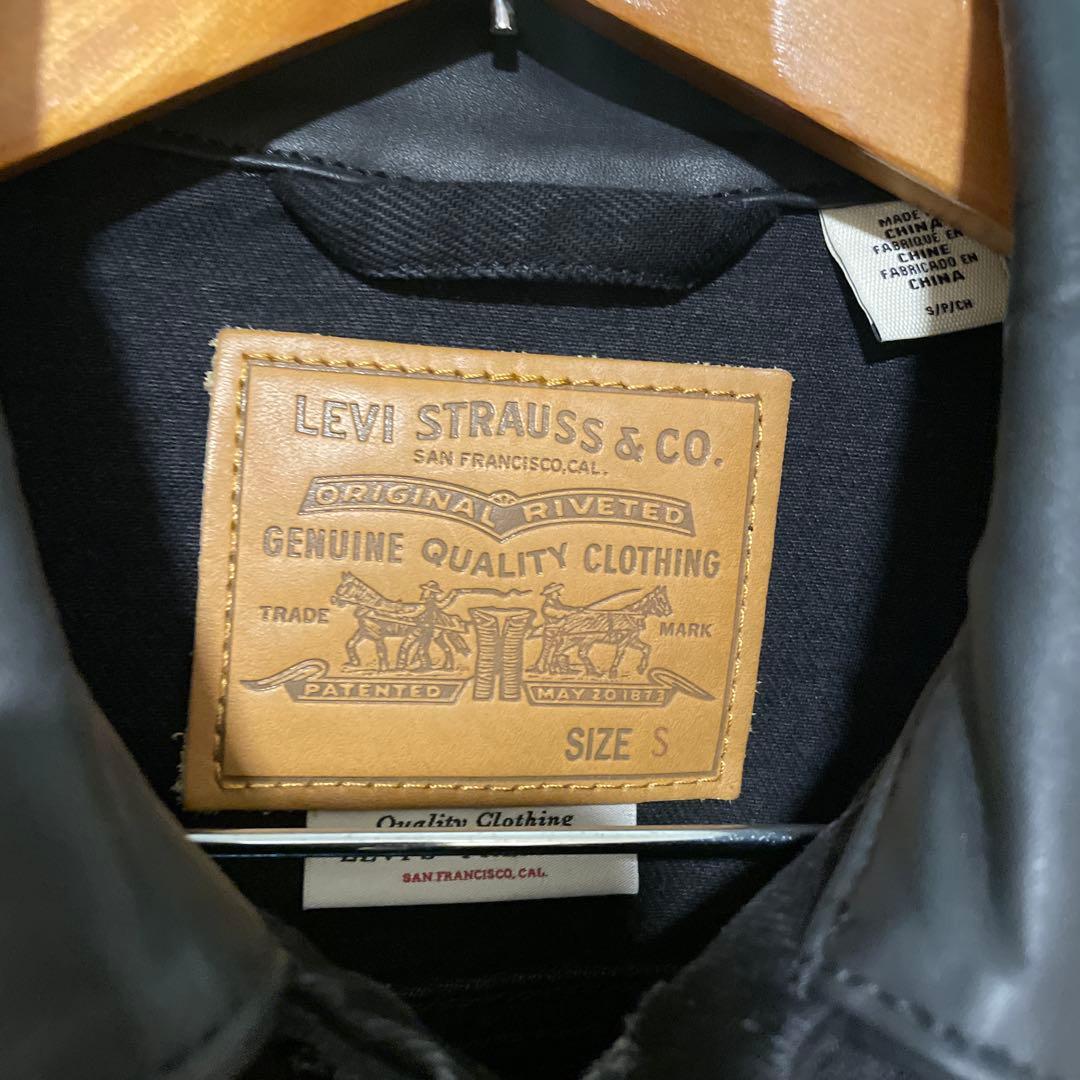 MADE
CHINA
FABRIQUÉ EN
CHINE
FABRICADO EN
CHINA
S/P/CH
LEVI STRAUSS & CO.
SAN FRANCISCO, CAL.
ORIGINAL RIVETED
GENUINE QUALITY CLOTHING
TRADE MARK
PATENTED MAY 20 1873
SIZE S
Quality Clothing
SAN FRANCISCO, CAL.